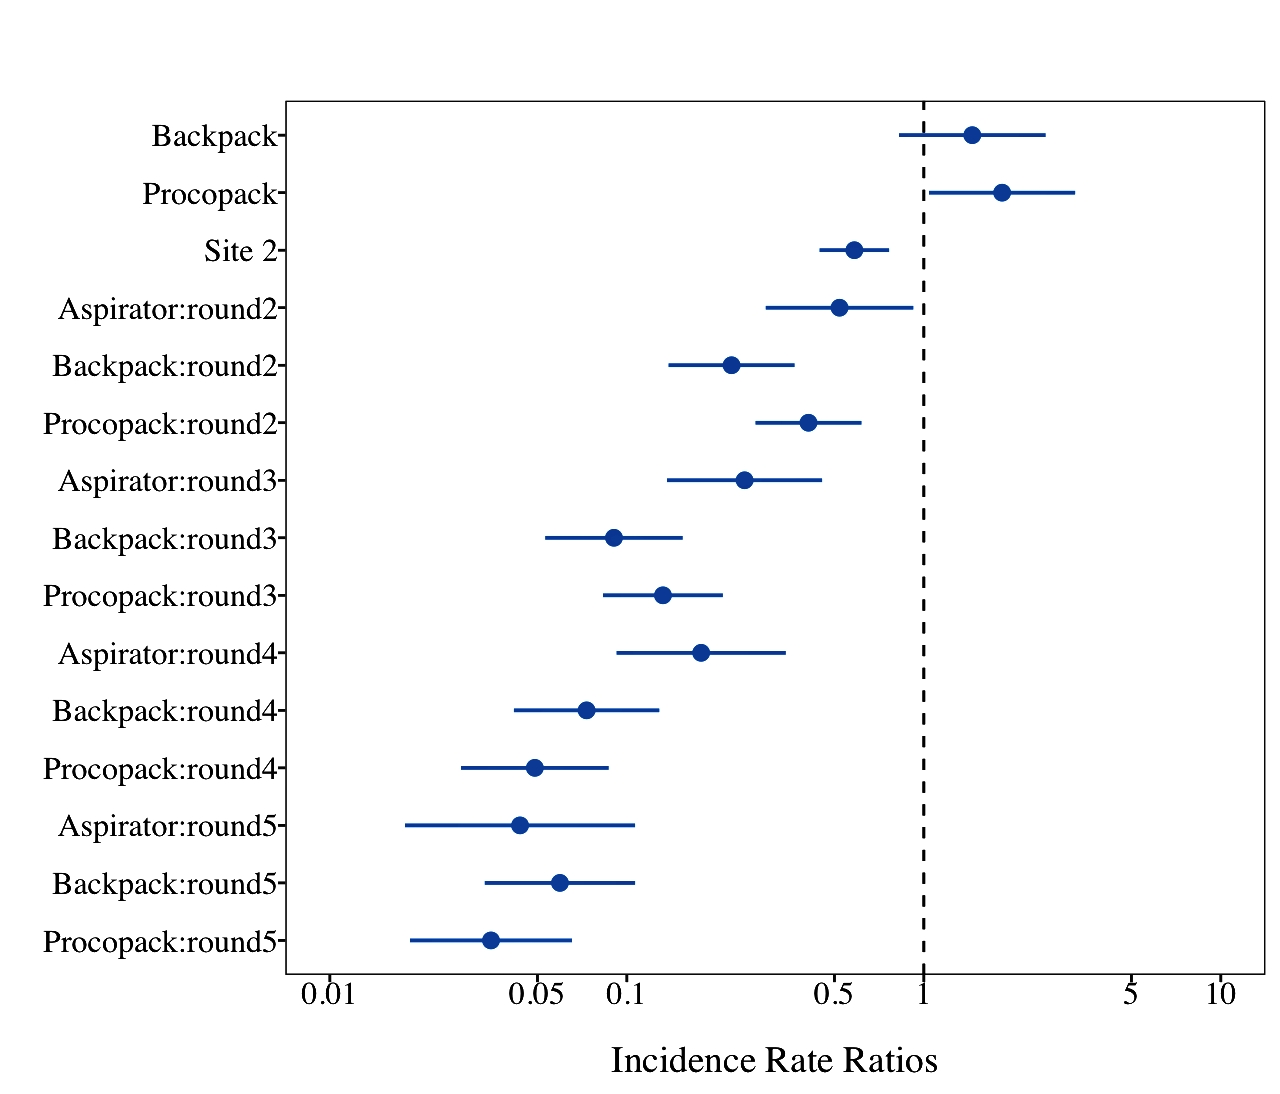 Backpack
Procopack
Site 2
Aspirator:round2
Backpack:round2
Procopack:round2
Aspirator:round3
Backpack:round3
Procopack:round3
Aspirator:round4
Backpack:round4
Procopack:round4
Aspirator:round5
Backpack:round5
Procopack:round5
0.01 0.05 0.1 0.5 1 5 10
Incidence Rate Ratios